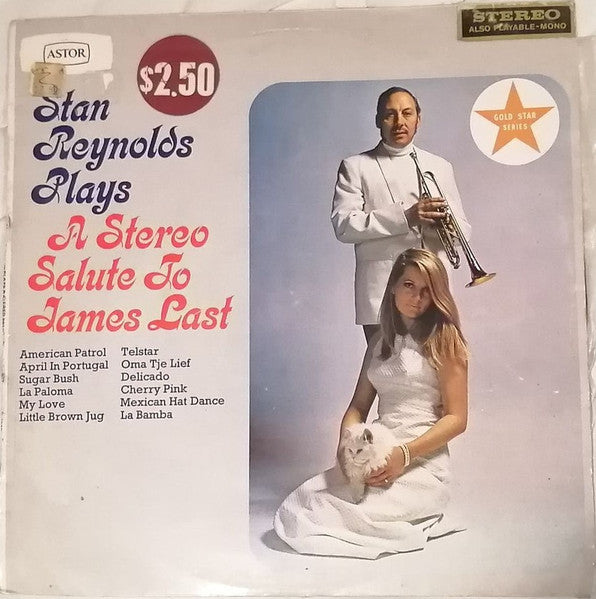 ASTOR
$2.50
STEREO
ALSO PLAYABLE-MONO
GOLD STAR
SERIES
Stan
Reynolds
Plays
A Stereo
Salute To
James Last
American Patrol
April In Portugal
Sugar Bush
La Paloma
My Love
Little Brown Jug
Telstar
Oma Tje Lief
Delicado
Cherry Pink
Mexican Hat Dance
La Bamba